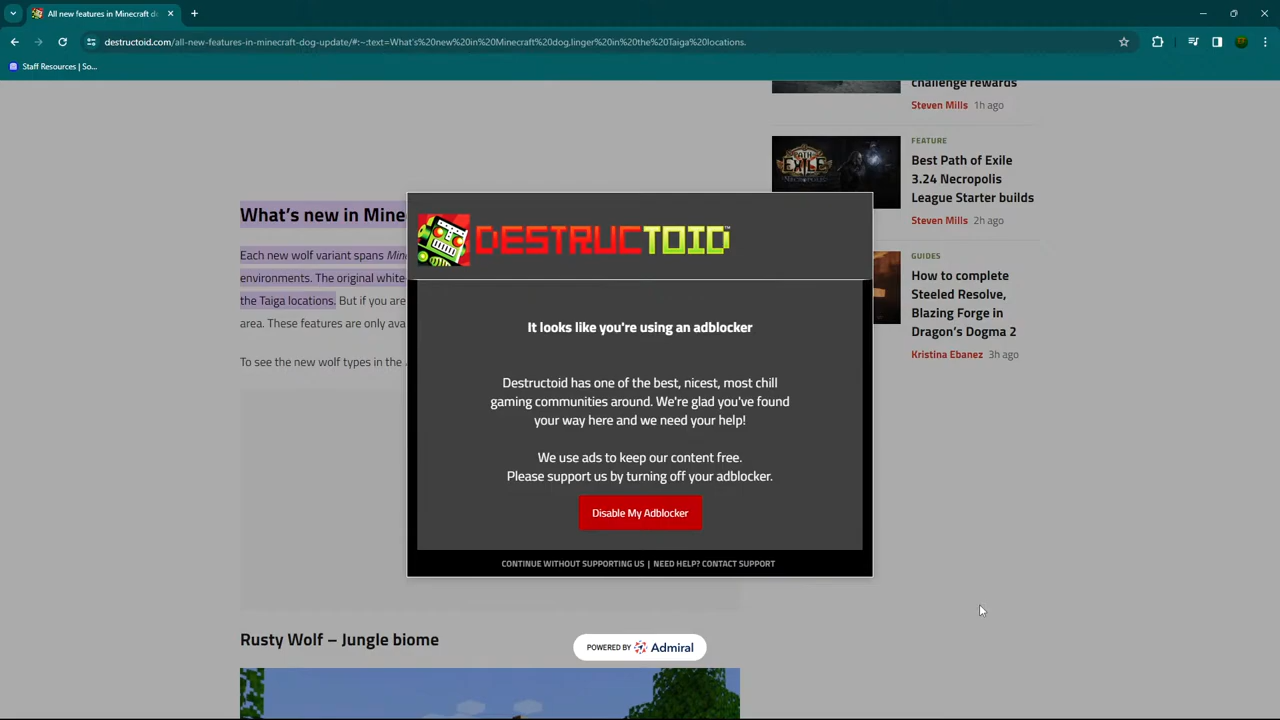 All new features in Minecraft d
destructoid.com/all-new-features-in-minecraft-dog-update/#:~:text=What's%20new%20in%20Minecraft%20dog,linger%20in%20the%20Taiga%20locations.
Staff Resources | So...
challenge rewards
Steven Mills 1h ago
FEATURE
Best Path of Exile
3.24 Necropolis
League Starter builds
Steven Mills 2h ago
GUIDES
How to complete
Steeled Resolve,
Blazing Forge in
Dragon's Dogma 2
Kristina Ebanez 3h ago
PATH OF EXILE
What's new in Mine
Each new wolf variant spans Min
environments. The original white
the Taiga locations. But if you are
area. These features are only ava
To see the new wolf types in the
DESTRUCTOID™
It looks like you're using an adblocker
Destructoid has one of the best, nicest, most chill
gaming communities around. We're glad you've found
your way here and we need your help!
We use ads to keep our content free.
Please support us by turning off your adblocker.
Disable My Adblocker
CONTINUE WITHOUT SUPPORTING US | NEED HELP? CONTACT SUPPORT
POWERED BY Admiral
Rusty Wolf – Jungle biome